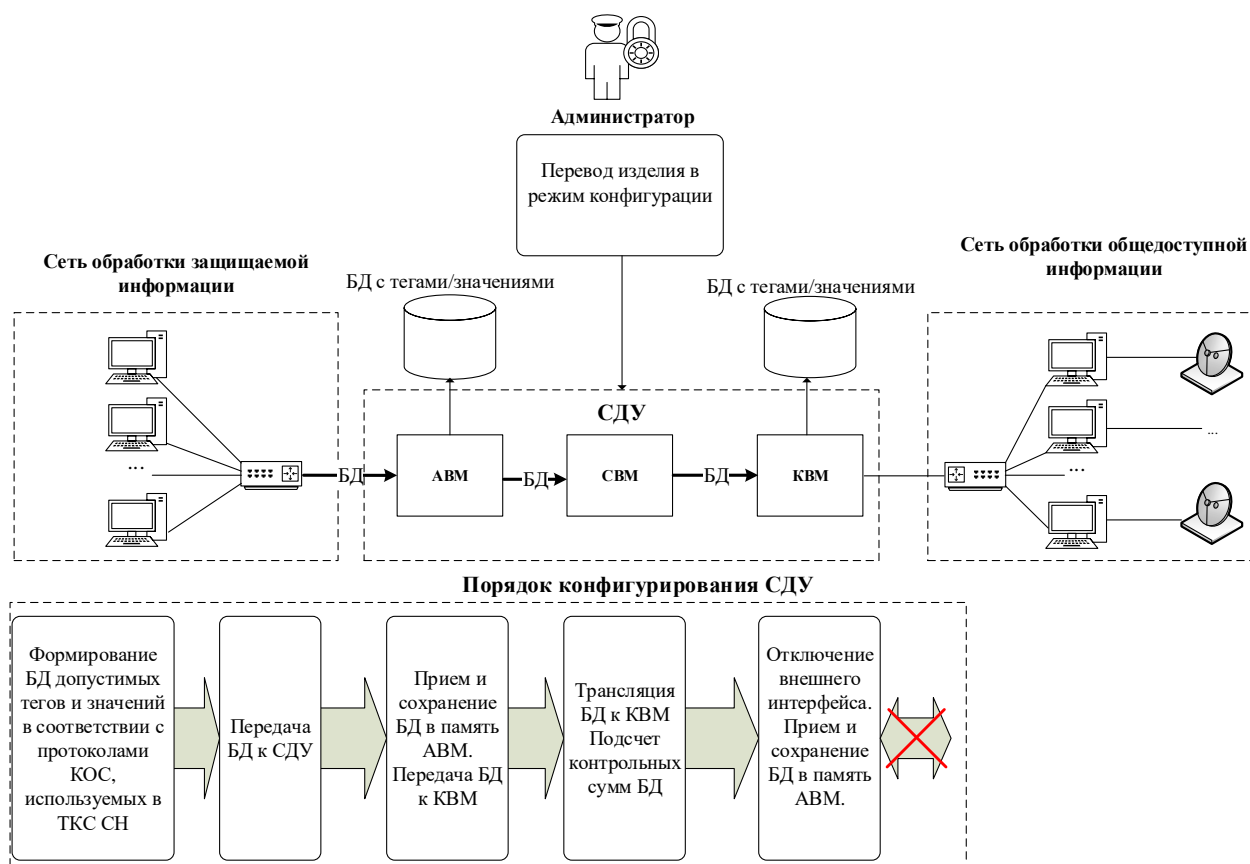 Администратор
Перевод изделия в
режим конфигурации
Сеть обработки защищаемой
информации
БД с тегами/значениями
БД с тегами/значениями
Сеть обработки общедоступной
информации
СДУ
...
БД
АВМ
БД
СВМ
БД
КВМ
...
...
Порядок конфигурирования СДУ
Формирование
БД допустимых
тегов и значений
в соответствии с
протоколами
КОС,
используемых в
ТКС СН
Передача
БД к СДУ
Прием и
сохранение
БД в память
АВМ.
Передача БД
к КВМ
Трансляция
БД к КВМ
Подсчет
контрольных
сумм БД
Отключение
внешнего
интерфейса.
Прием и
сохранение
БД в память
АВМ.